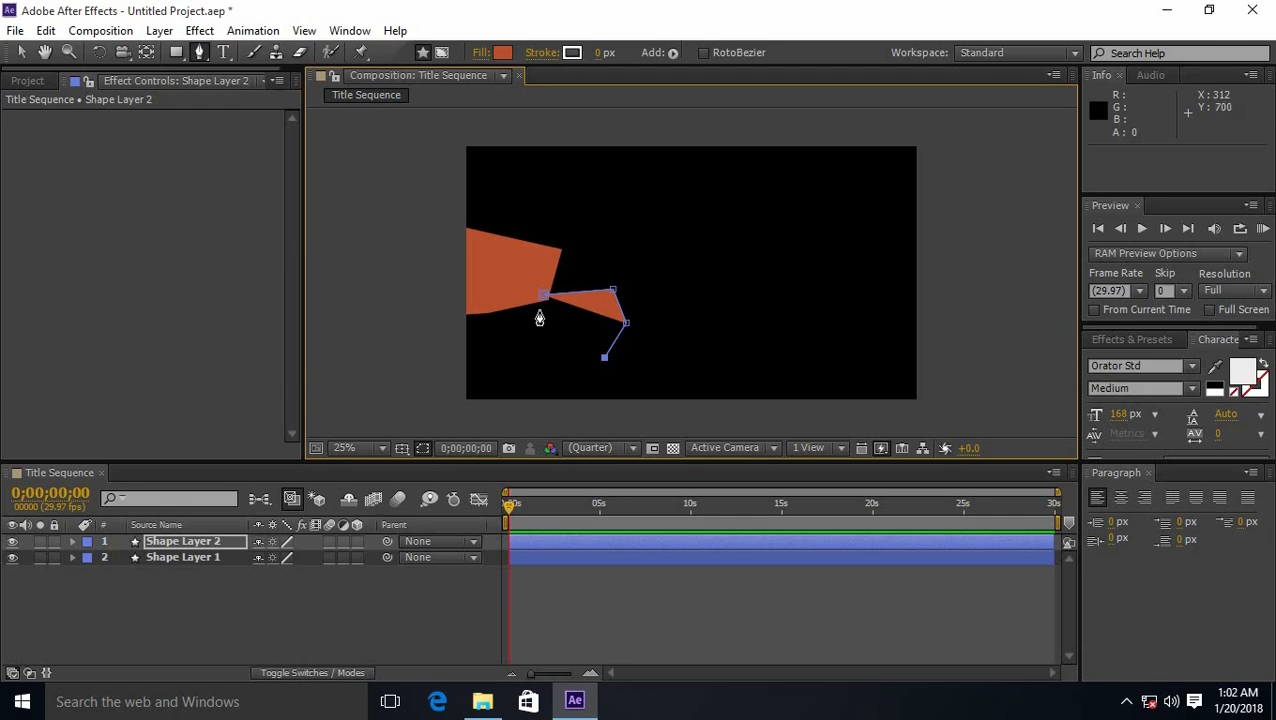 Adobe After Effects - Untitled Project.aep *
File Edit Composition Layer Effect Animation View Window Help
Fill: Stroke: 0 px Add: RotoBezier Workspace: Standard Search Help
Project Effect Controls: Shape Layer 2 Composition: Title Sequence Info Audio
Title Sequence • Shape Layer 2 Title Sequence
R: X: 312
G: Y: 700
B:
A: 0
Preview
RAM Preview Options
Frame Rate Skip Resolution
(29.97) 1 Full
From Current Time Full Screen
Effects & Presets Characte
Orator Std
Medium
168 px Auto
Metrics 0
25% 0;00;00;00 (Quarter) Active Camera 1 View +0.0
Title Sequence Paragraph
0;00;00;00
00000 (29.97 fps)
05s 10s 15s 20s 25s 30s
# Source Name Parent
1 Shape Layer 2 None
2 Shape Layer 1 None
0 px 0 px 0 px
0 px 0 px
Toggle Switches / Modes
Search the web and Windows
1:02 AM
1/20/2018